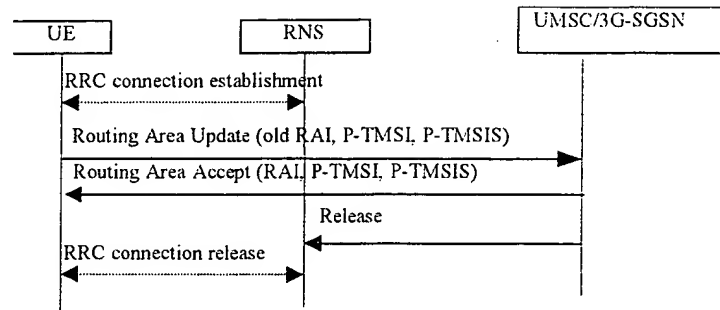 UE
RNS
UMSC/3G-SGSN
RRC connection establishment
Routing Area Update (old RAI, P-TMSI, P-TMSIS)
Routing Area Accept (RAI, P-TMSI, P-TMSIS)
Release
RRC connection release